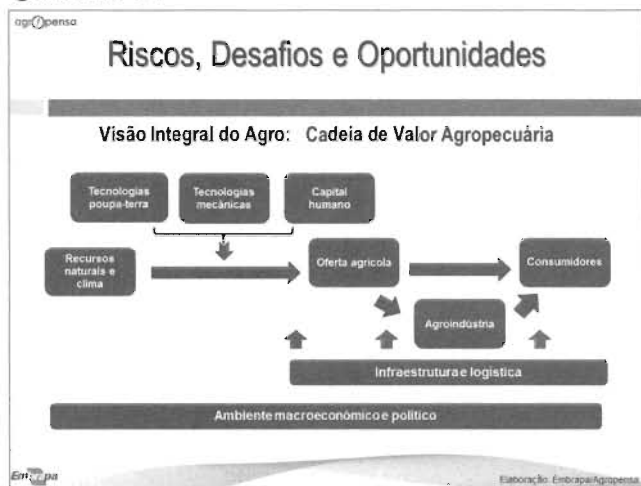 agropensa
Riscos, Desafios e Oportunidades
Visão Integral do Agro: Cadeia de Valor Agropecuária
Tecnologias
poupa-terra
Tecnologias
mecânicas
Capital
humano
Recursos
naturais e
clima
Oferta agrícola
Consumidores
Agroindústria
Infraestrutura e logística
Ambiente macroeconômico e político
Embrapa
Elaboração: Embrapa/Agropensa